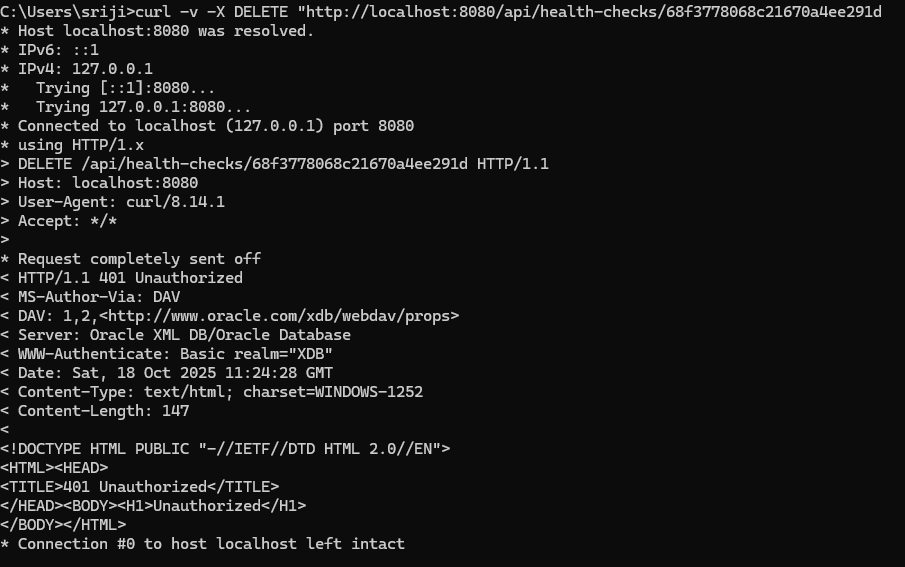 C:\Users\sriji>curl -v -X DELETE "http://localhost:8080/api/health-checks/68f3778068c21670a4ee291d
* Host localhost:8080 was resolved.
* IPv6: ::1
* IPv4: 127.0.0.1
*   Trying [::1]:8080...
*   Trying 127.0.0.1:8080...
* Connected to localhost (127.0.0.1) port 8080
* using HTTP/1.x
> DELETE /api/health-checks/68f3778068c21670a4ee291d HTTP/1.1
> Host: localhost:8080
> User-Agent: curl/8.14.1
> Accept: */*
>
* Request completely sent off
< HTTP/1.1 401 Unauthorized
< MS-Author-Via: DAV
< DAV: 1,2,<http://www.oracle.com/xdb/webdav/props>
< Server: Oracle XML DB/Oracle Database
< WWW-Authenticate: Basic realm="XDB"
< Date: Sat, 18 Oct 2025 11:24:28 GMT
< Content-Type: text/html; charset=WINDOWS-1252
< Content-Length: 147
<
<!DOCTYPE HTML PUBLIC "-//IETF//DTD HTML 2.0//EN">
<HTML><HEAD>
<TITLE>401 Unauthorized</TITLE>
</HEAD><BODY><H1>Unauthorized</H1>
</BODY></HTML>
* Connection #0 to host localhost left intact